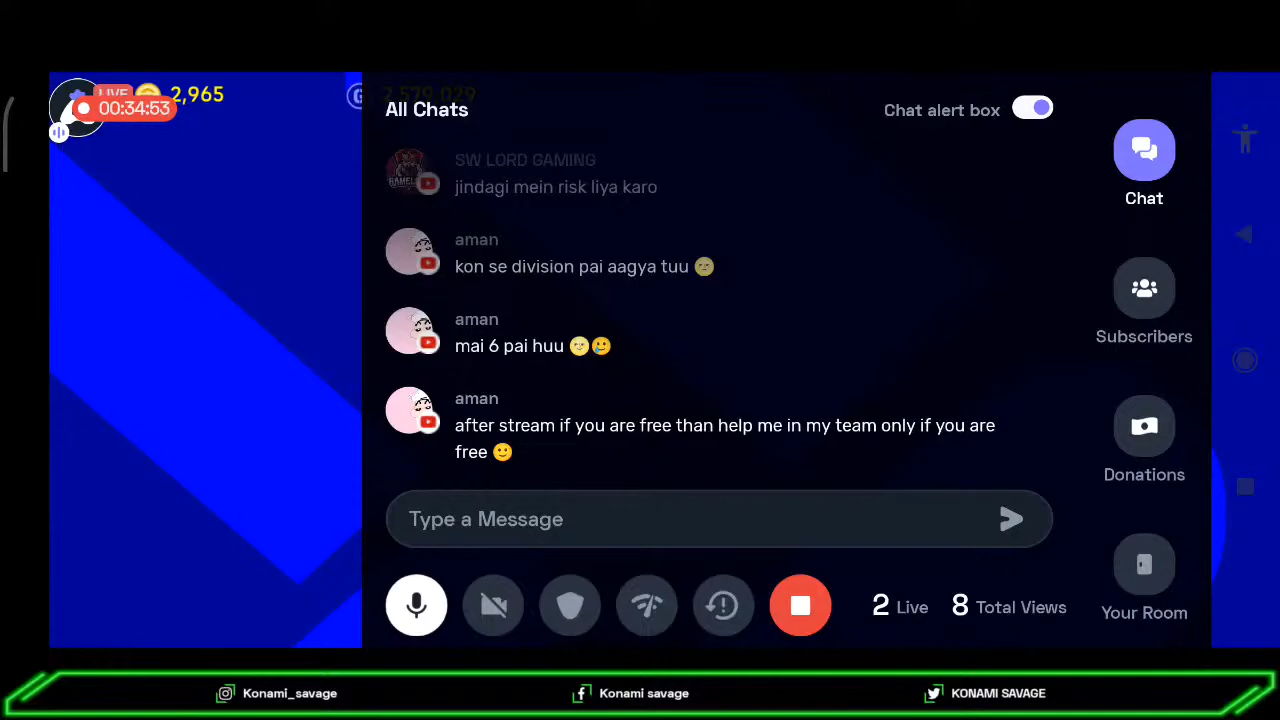 LIVE
2,965
2,579,029
00:34:53
All Chats
Chat alert box
SW LORD GAMING
jindagi mein risk liya karo
Chat
aman
kon se division pai aagya tuu 🌝
aman
mai 6 pai huu 🌝🥲
Subscribers
aman
after stream if you are free than help me in my team only if you are
free 🙂
Donations
Type a Message
2 Live 8 Total Views
Your Room
Konami_savage
Konami savage
KONAMI SAVAGE